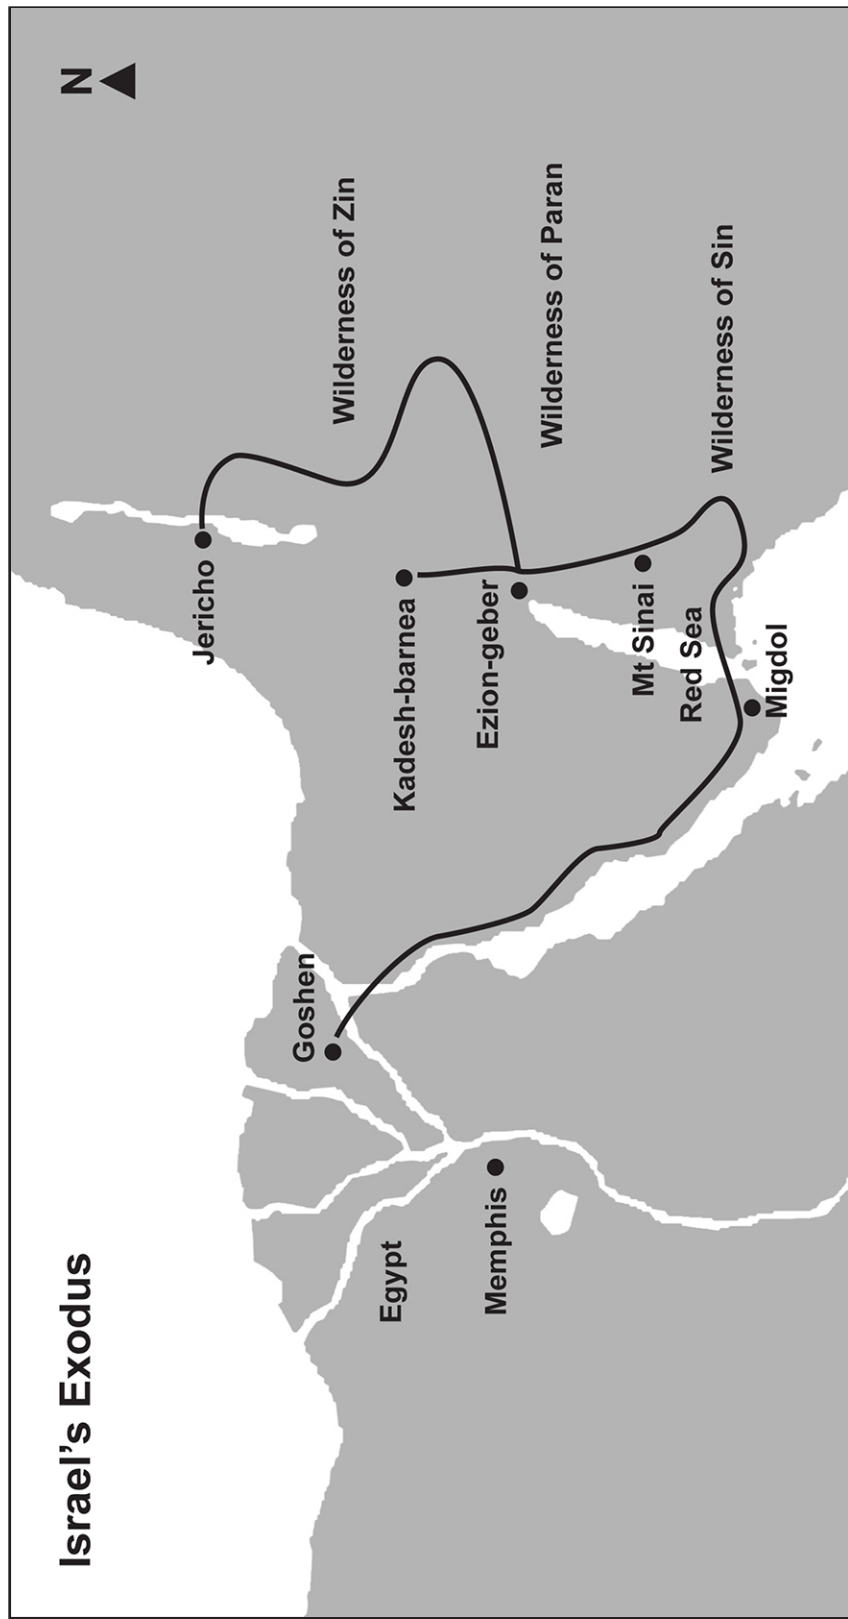 Israel's Exodus
N
Jericho
Goshen
Wilderness of Zin
Egypt
Kadesh-barnea
Memphis
Ezion-geber
Wilderness of Paran
Mt Sinai
Red Sea
Wilderness of Sin
Migdol